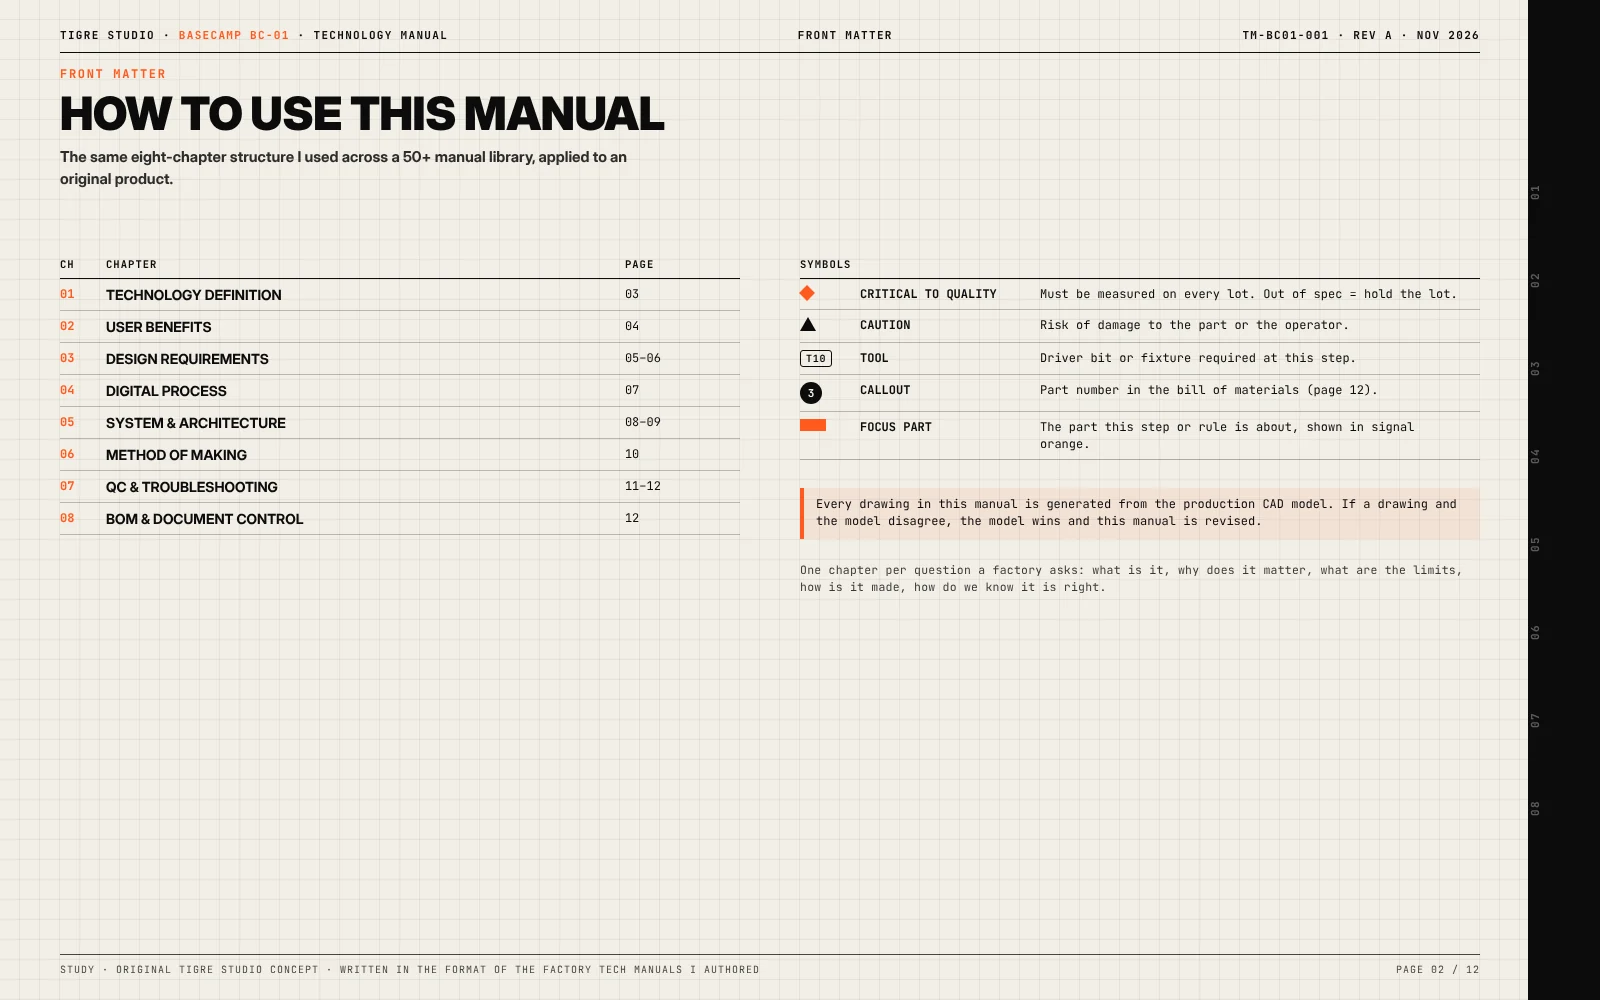 TIGRE STUDIO · BASECAMP BC-01 · TECHNOLOGY MANUAL
FRONT MATTER
TM-BC01-001 · REV A · NOV 2026
FRONT MATTER
HOW TO USE THIS MANUAL
The same eight-chapter structure I used across a 50+ manual library, applied to an
original product.
CH CHAPTER PAGE
01 TECHNOLOGY DEFINITION 03
02 USER BENEFITS 04
03 DESIGN REQUIREMENTS 05–06
04 DIGITAL PROCESS 07
05 SYSTEM & ARCHITECTURE 08–09
06 METHOD OF MAKING 10
07 QC & TROUBLESHOOTING 11–12
08 BOM & DOCUMENT CONTROL 12
SYMBOLS
CRITICAL TO QUALITY Must be measured on every lot. Out of spec = hold the lot.
CAUTION Risk of damage to the part or the operator.
T10 TOOL Driver bit or fixture required at this step.
3 CALLOUT Part number in the bill of materials (page 12).
FOCUS PART The part this step or rule is about, shown in signal
orange.
Every drawing in this manual is generated from the production CAD model. If a drawing and
the model disagree, the model wins and this manual is revised.
One chapter per question a factory asks: what is it, why does it matter, what are the limits,
how is it made, how do we know it is right.
01
02
03
04
05
06
07
08
STUDY · ORIGINAL TIGRE STUDIO CONCEPT · WRITTEN IN THE FORMAT OF THE FACTORY TECH MANUALS I AUTHORED
PAGE 02 / 12